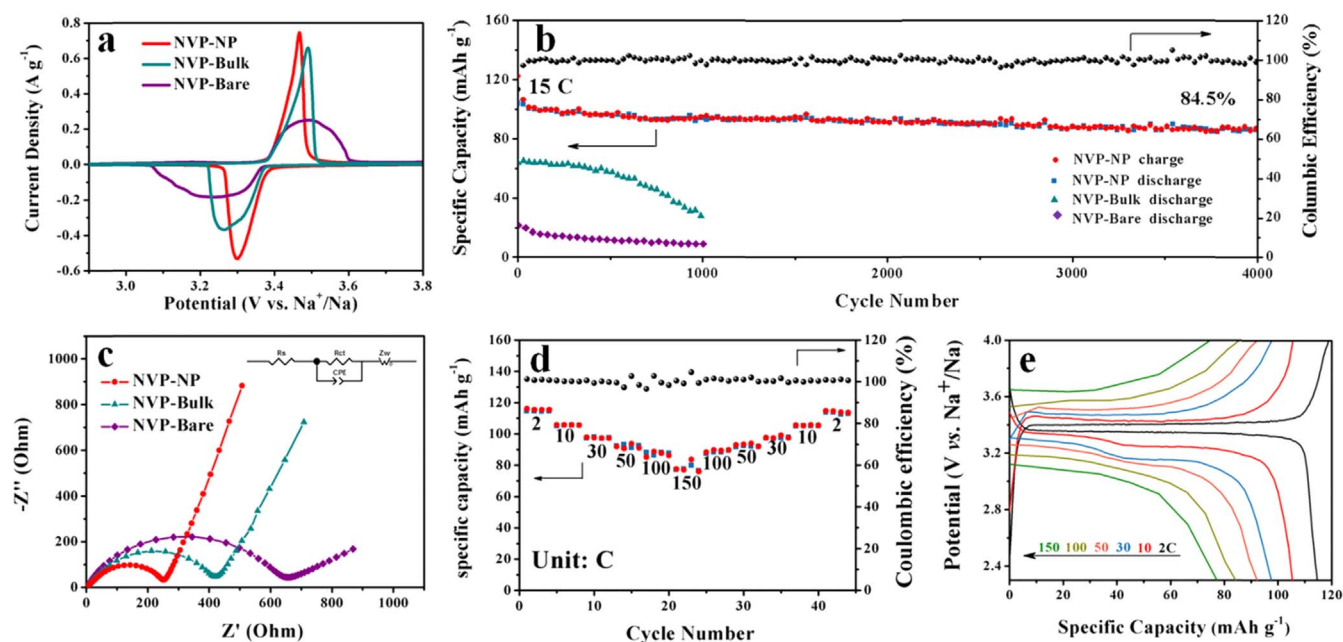 a
NVP-NP
NVP-Bulk
NVP-Bare
0.8
0.6
0.4
0.2
0.0
-0.2
-0.4
-0.6
3.0
3.2
3.4
3.6
3.8
Current Density (A g⁻¹)
Potential (V vs. Na⁺/Na)
b
15 C
84.5%
NVP-NP charge
NVP-NP discharge
NVP-Bulk discharge
NVP-Bare discharge
160
120
80
40
0
0
1000
2000
3000
4000
120
100
80
60
40
20
0
Specific Capacity (mAh g⁻¹)
Columbic Efficiency (%)
Cycle Number
c
Rs
Rct
Zw
CPE
NVP-NP
NVP-Bulk
NVP-Bare
1000
800
600
400
200
0
0
200
400
600
800
1000
-Z'' (Ohm)
Z' (Ohm)
d
2
10
30
50
100
150
100
50
30
10
2
Unit: C
160
140
120
100
80
60
40
20
0
0
10
20
30
40
120
100
80
60
40
20
0
specific capacity (mAh g⁻¹)
Coulombic efficiency (%)
Cycle Number
e
150 100 50 30 10 2C
4.0
3.6
3.2
2.8
2.4
0
20
40
60
80
100
120
Potential (V vs. Na⁺/Na)
Specific Capacity (mAh g⁻¹)